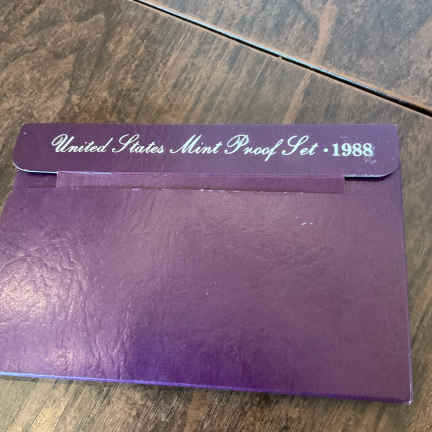 United States Mint Proof Set · 1988